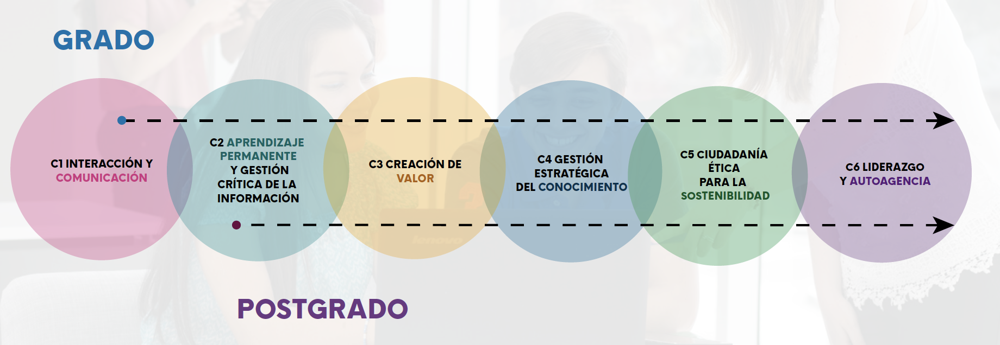 GRADO
C1 INTERACCIÓN Y
COMUNICACIÓN
C2 APRENDIZAJE
PERMANENTE
Y GESTIÓN
CRÍTICA DE LA
INFORMACIÓN
C3 CREACIÓN DE
VALOR
C4 GESTIÓN
ESTRATÉGICA
DEL CONOCIMIENTO
C5 CIUDADANÍA
ÉTICA
PARA LA
SOSTENIBILIDAD
C6 LIDERAZGO
Y AUTOAGENCIA
lenovo
POSTGRADO